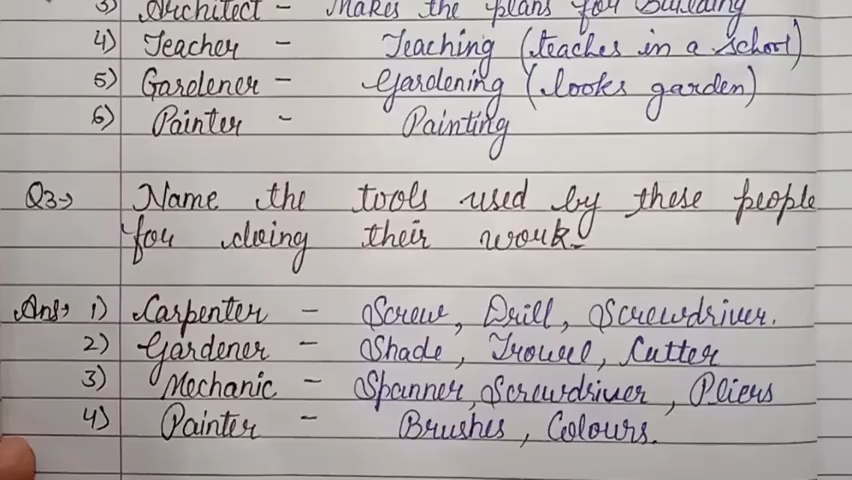 3) Architect - Makes the plans for Building
4) Teacher - Teaching (teaches in a school)
5) Gardener - Gardening (looks garden)
6) Painter - Painting
Q3→ Name the tools used by these people
for doing their work.
Ans→ 1) Carpenter - Screw, Drill, Screwdriver.
2) Gardener - Shade, Trowel, Cutter
3) Mechanic - Spanner, Screwdriver, Pliers
4) Painter - Brushes, Colours.